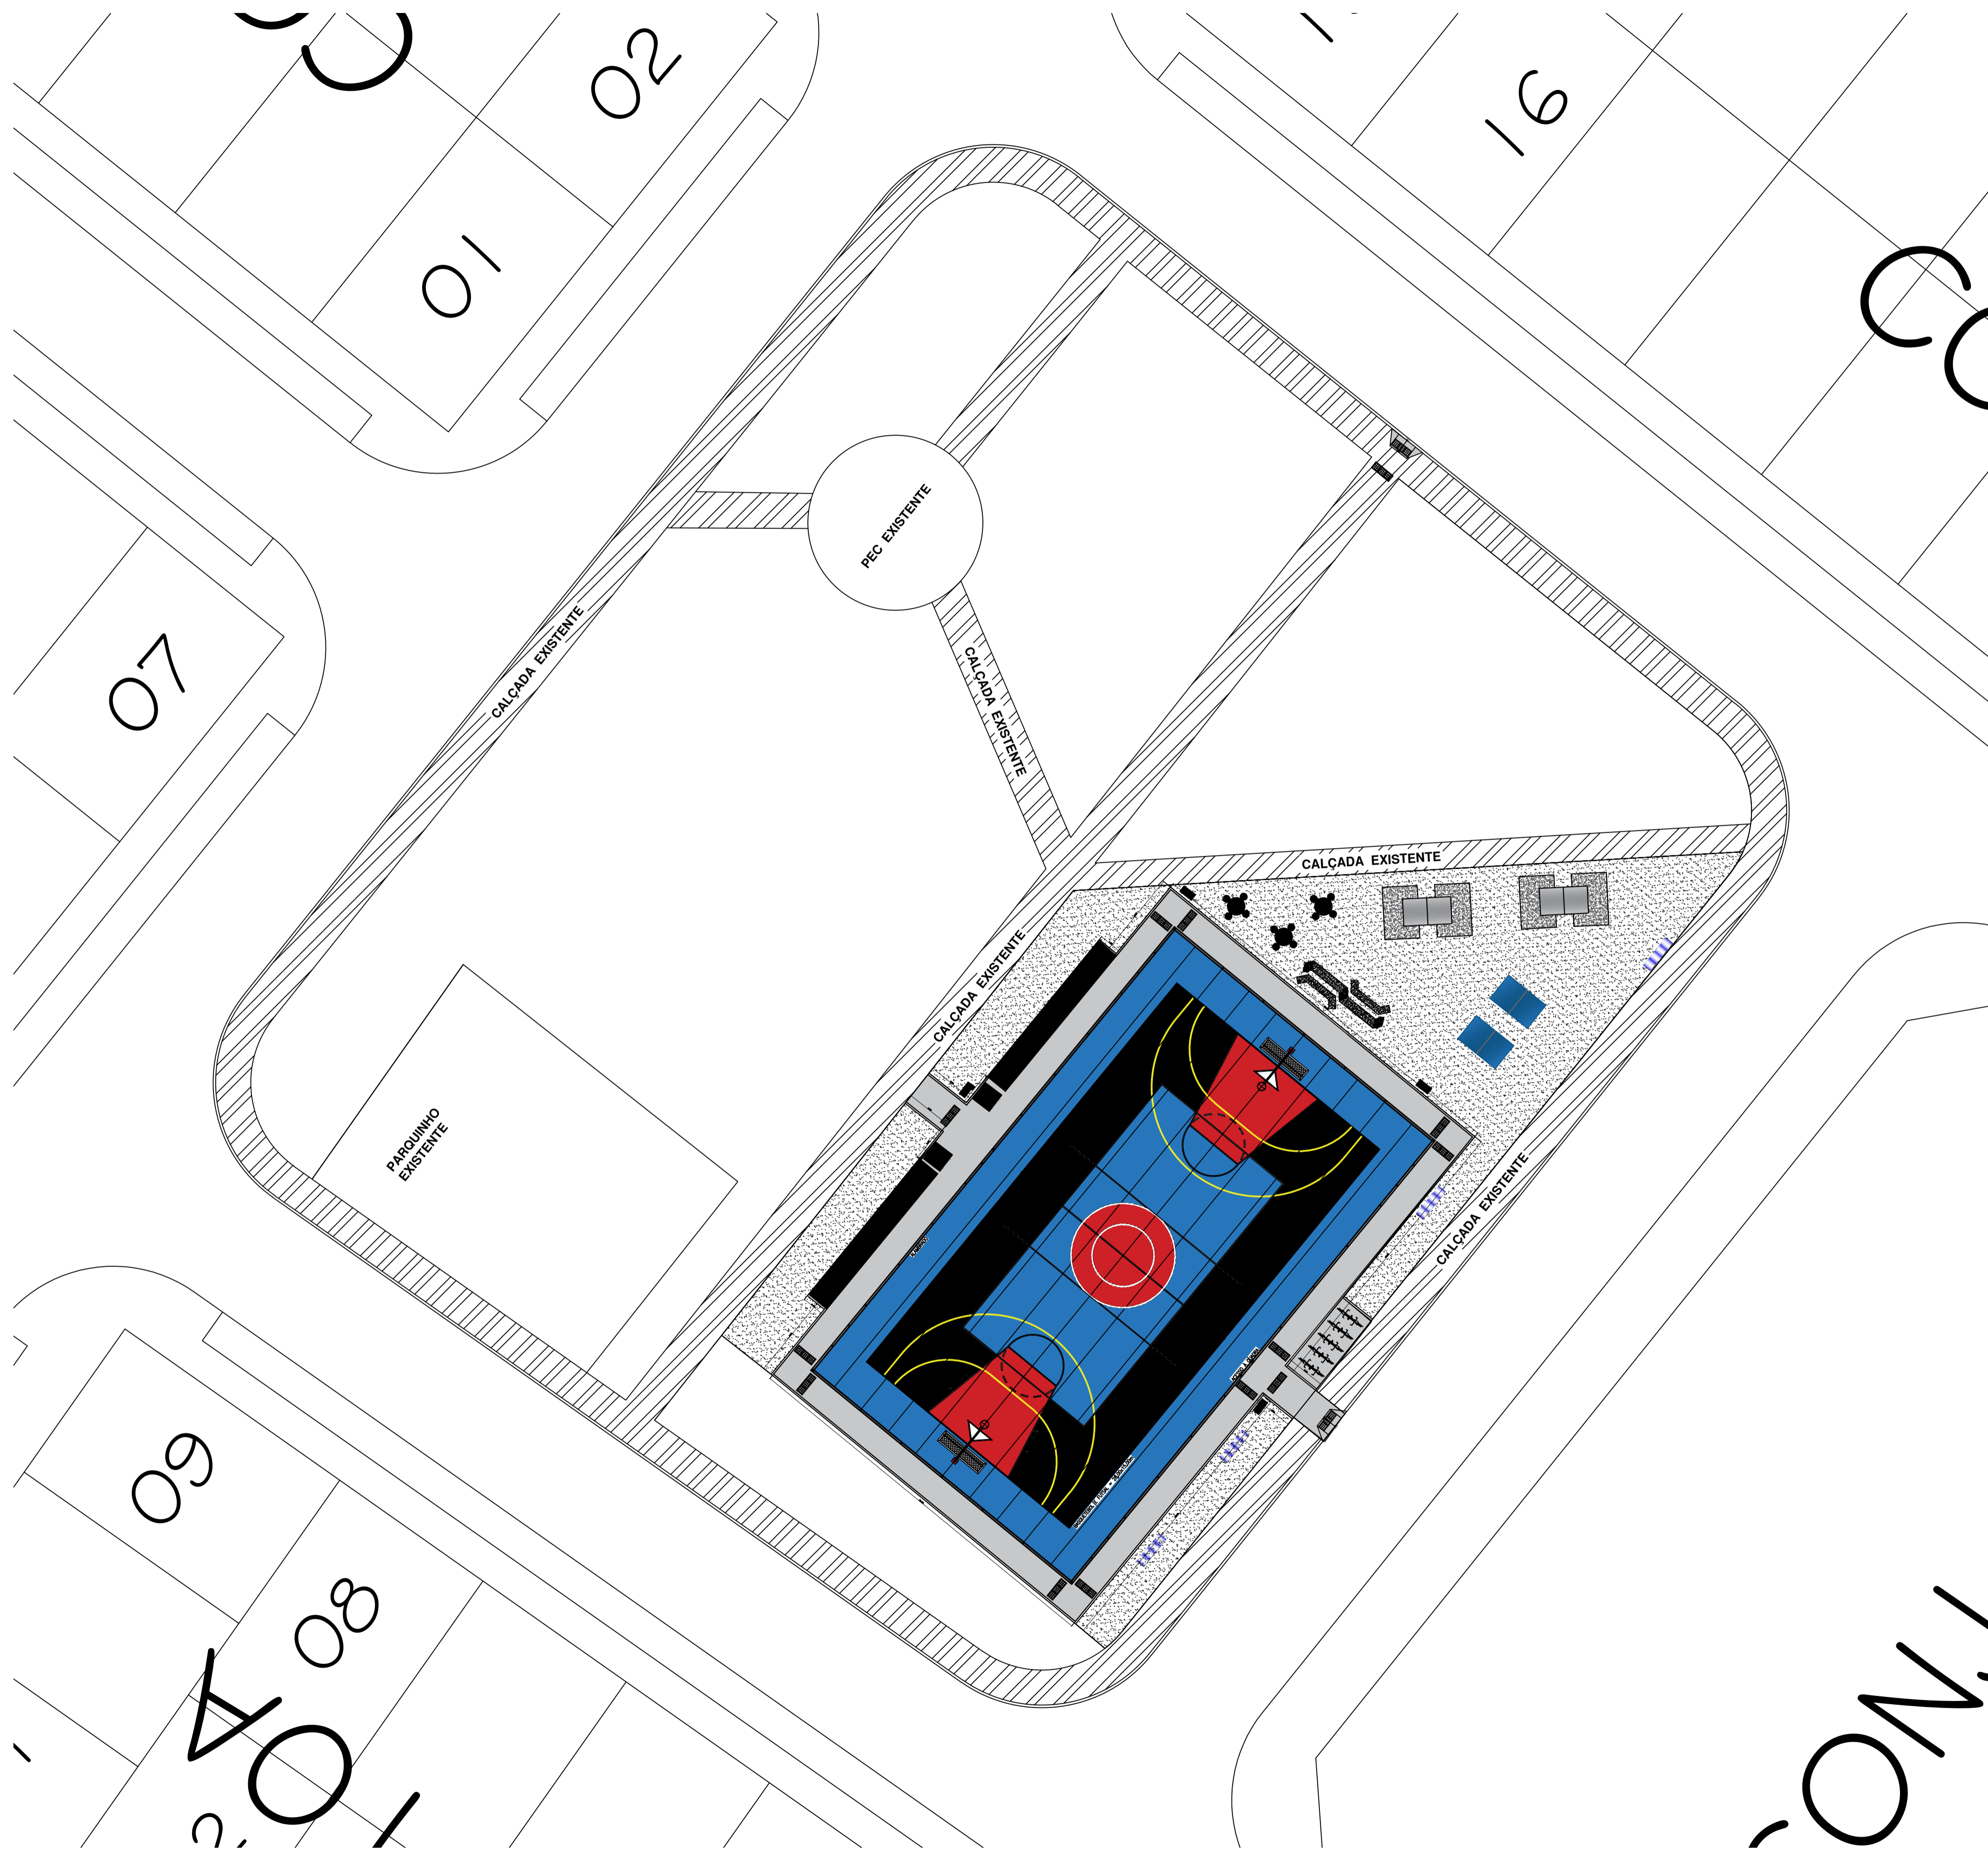 02
16
01
PEC EXISTENTE
CALÇADA EXISTENTE
07
CALÇADA EXISTENTE
CALÇADA EXISTENTE
CALÇADA EXISTENTE
PARQUINHO
EXISTENTE
CALÇADA EXISTENTE
09
08